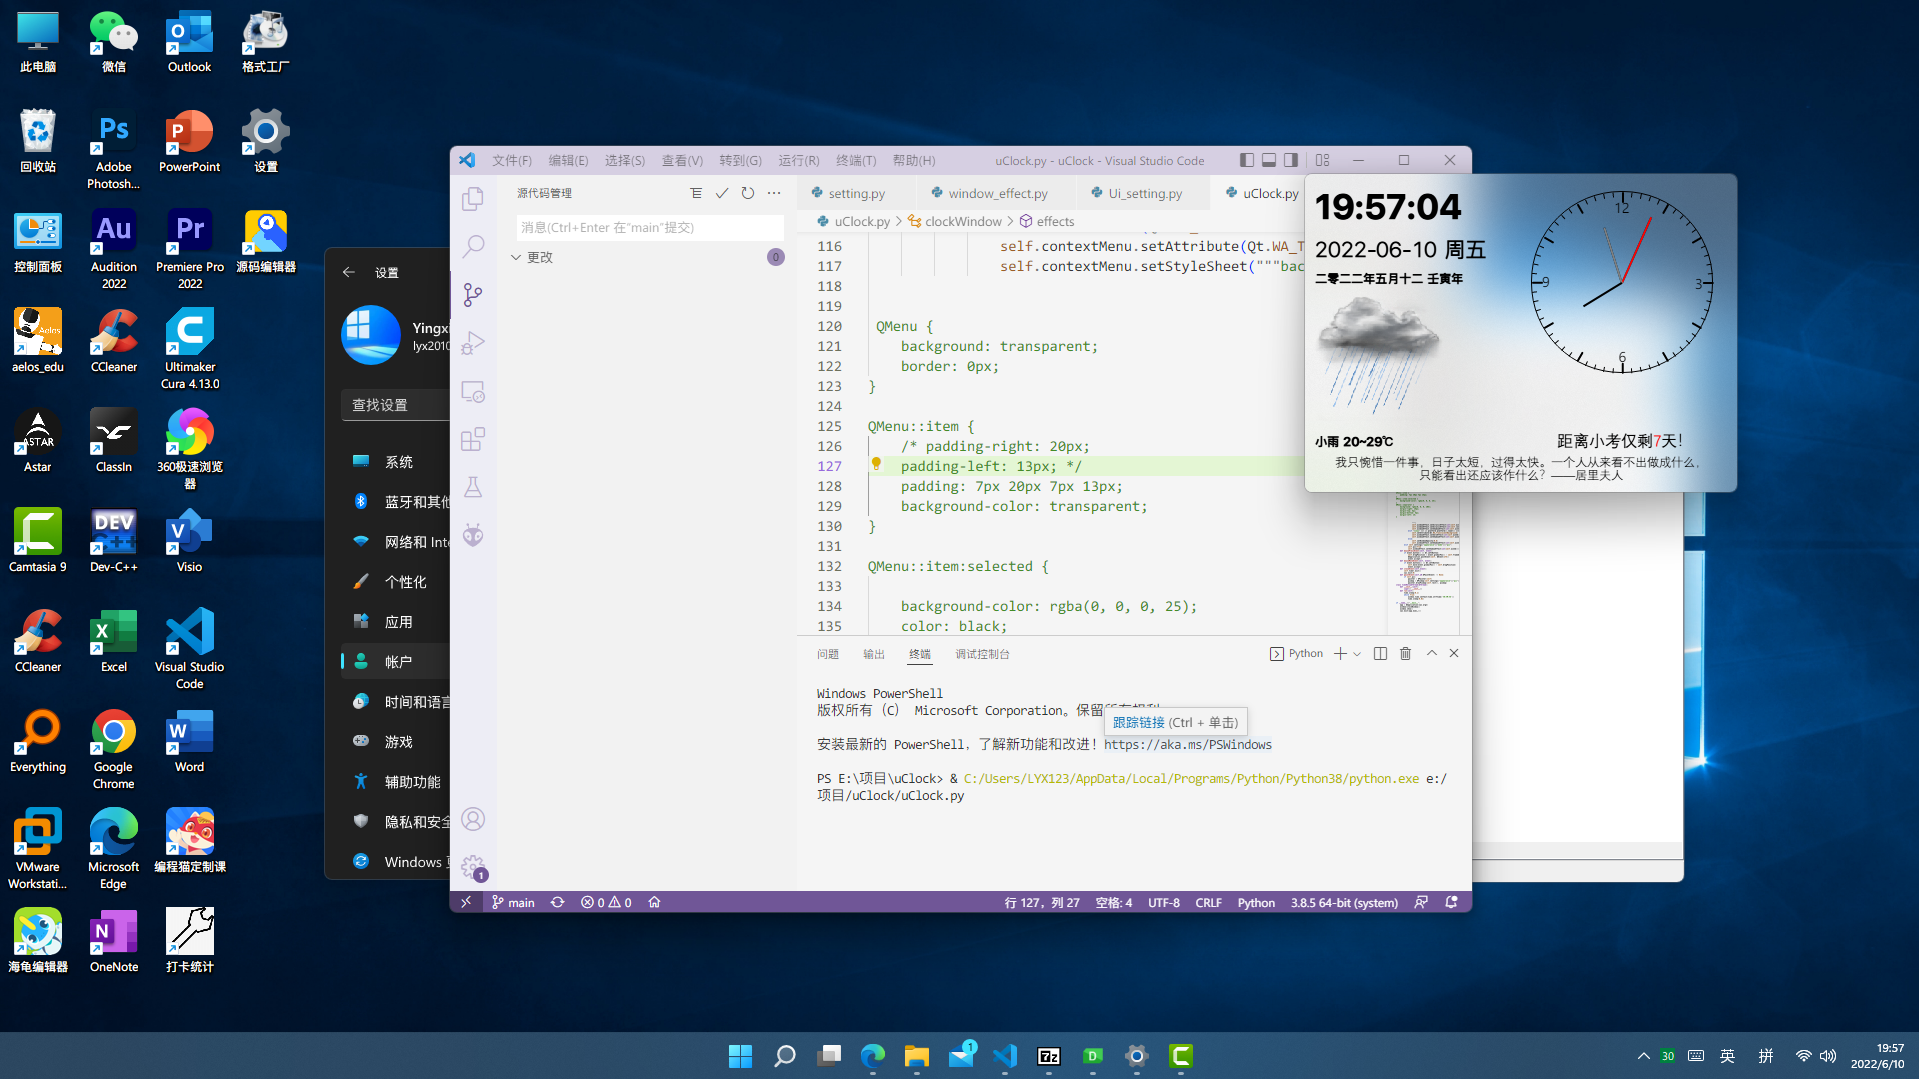 此电脑
微信
Outlook
格式工厂
回收站
Adobe
Photosh...
PowerPoint
设置
控制面板
Audition
2022
Premiere Pro
2022
源码编辑器
aelos_edu
CCleaner
Ultimaker
Cura 4.13.0
Astar
ClassIn
360极速浏览
器
Camtasia 9
Dev-C++
Visio
CCleaner
Excel
Visual Studio
Code
Everything
Google
Chrome
Word
VMware
Workstati...
Microsoft
Edge
编程猫定制课
海龟编辑器
OneNote
打卡统计
设置
Yingxi
lyx2010
查找设置
系统
蓝牙和其他
网络和 Inte
个性化
应用
帐户
时间和语言
游戏
辅助功能
隐私和安全
Windows 更
文件(F) 编辑(E) 选择(S) 查看(V) 转到(G) 运行(R) 终端(T) 帮助(H)
uClock.py - uClock - Visual Studio Code
源代码管理
消息(Ctrl+Enter 在"main"提交)
更改
0
setting.py
window_effect.py
Ui_setting.py
uClock.py
uClock.py > clockWindow > effects
116 self.contextMenu.setAttribute(Qt.WA_T
117 self.contextMenu.setStyleSheet("""bac
118
119
120 QMenu {
121 background: transparent;
122 border: 0px;
123 }
124
125 QMenu::item {
126 /* padding-right: 20px;
127 padding-left: 13px; */
128 padding: 7px 20px 7px 13px;
129 background-color: transparent;
130 }
131
132 QMenu::item:selected {
133
134 background-color: rgba(0, 0, 0, 25);
135 color: black;
问题 输出 终端 调试控制台
Python
Windows PowerShell
版权所有 (C) Microsoft Corporation。保留所有权利
跟踪链接 (Ctrl + 单击)
安装最新的 PowerShell，了解新功能和改进！https://aka.ms/PSWindows
PS E:\项目\uClock> & C:/Users/LYX123/AppData/Local/Programs/Python/Python38/python.exe e:/
项目/uClock/uClock.py
1
main
0 0
行 127，列 27 空格: 4 UTF-8 CRLF Python 3.8.5 64-bit (system)
19:57:04
2022-06-10 周五
二零二二年五月十二 壬寅年
12
3
6
9
小雨 20~29℃
距离小考仅剩7天！
我只惋惜一件事，日子太短，过得太快。一个人从来看不出做成什么，
只能看出还应该作什么？——居里夫人
Ps
Au
Pr
Aelos
ASTAR
DEV
C++
1
7z
D
30
英
拼
19:57
2022/6/10